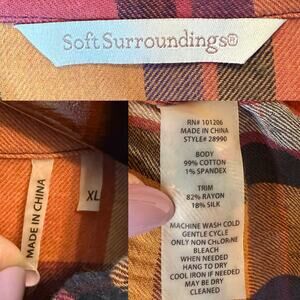 SoftSurroundings®
MADE IN CHINA
XL
RN# 101206
MADE IN CHINA
STYLE# 28990
BODY
99% COTTON
1% SPANDEX
TRIM
82% RAYON
18% SILK
MACHINE WASH COLD
GENTLE CYCLE
ONLY NON CHLORINE
BLEACH
WHEN NEEDED
HANG TO DRY
COOL IRON IF NEEDED
MAY BE DRY
CLEANED